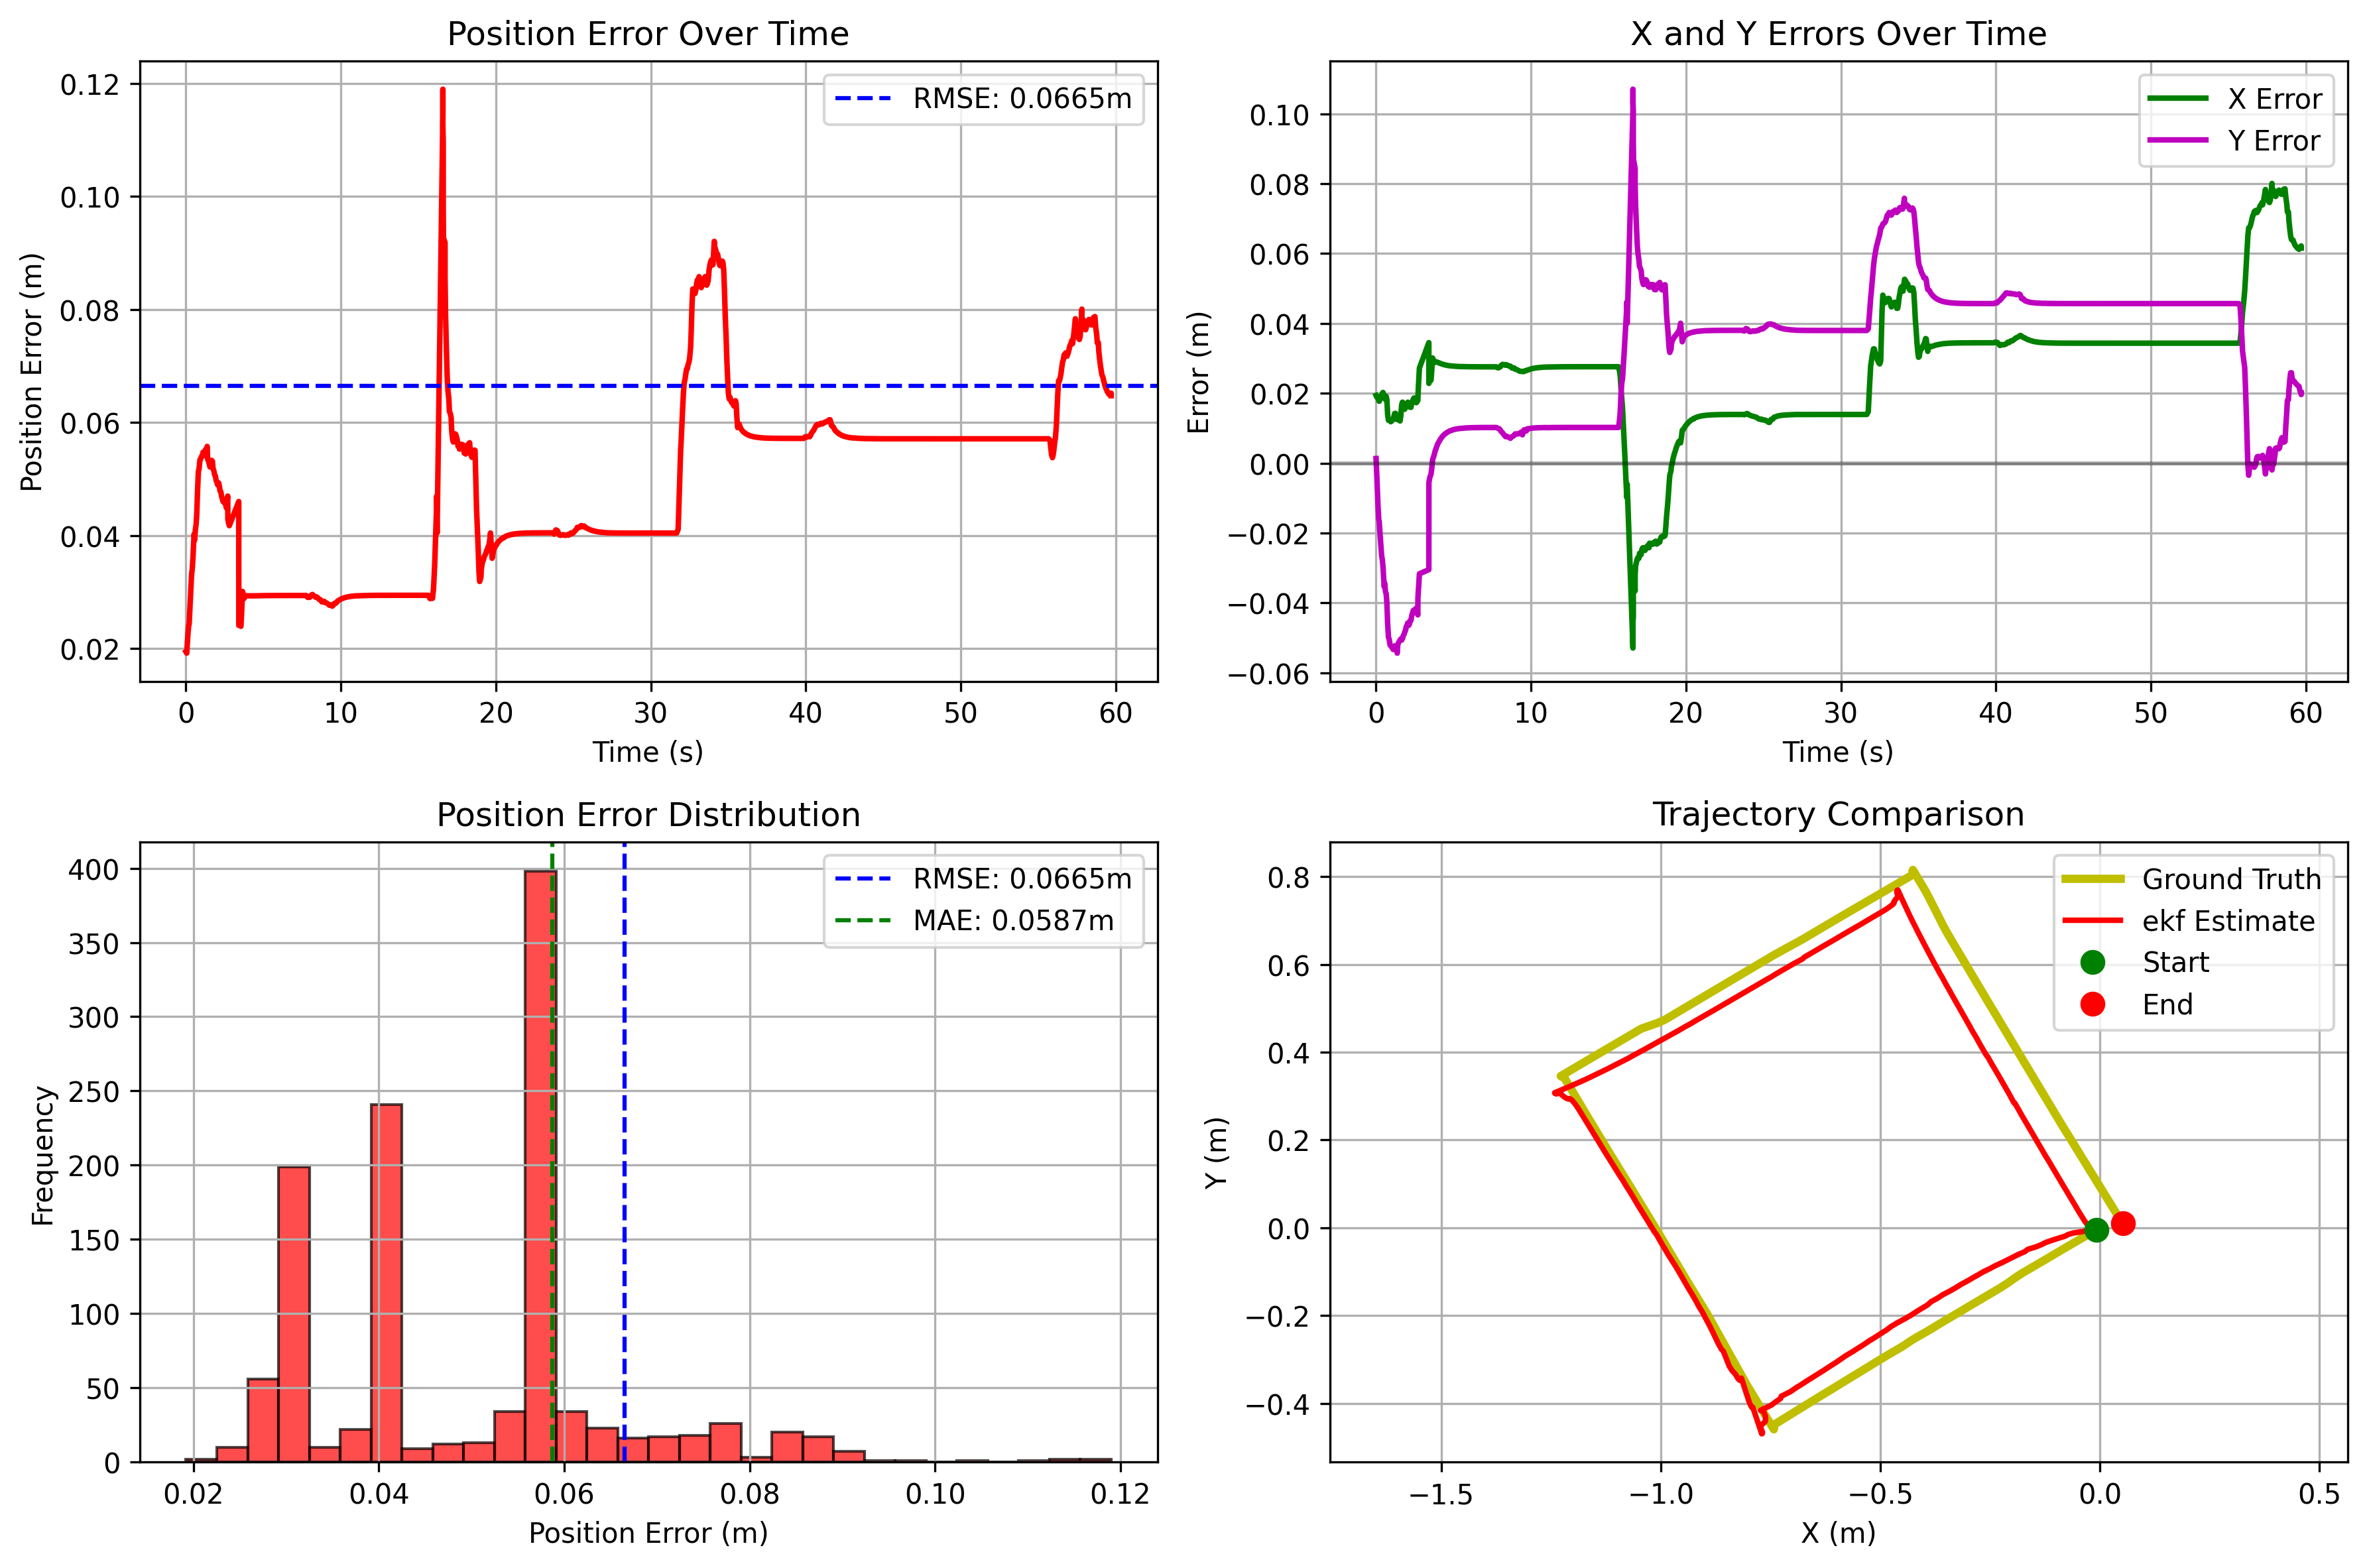 Position Error Over Time
Position Error (m)
0.12
0.10
0.08
0.06
0.04
0.02
RMSE: 0.0665m
0 10 20 30 40 50 60
Time (s)
X and Y Errors Over Time
Error (m)
0.10
0.08
0.06
0.04
0.02
0.00
−0.02
−0.04
−0.06
X Error
Y Error
0 10 20 30 40 50 60
Time (s)
Position Error Distribution
Frequency
400
350
300
250
200
150
100
50
0
RMSE: 0.0665m
MAE: 0.0587m
0.02 0.04 0.06 0.08 0.10 0.12
Position Error (m)
Trajectory Comparison
Y (m)
0.8
0.6
0.4
0.2
0.0
−0.2
−0.4
Ground Truth
ekf Estimate
Start
End
−1.5 −1.0 −0.5 0.0 0.5
X (m)